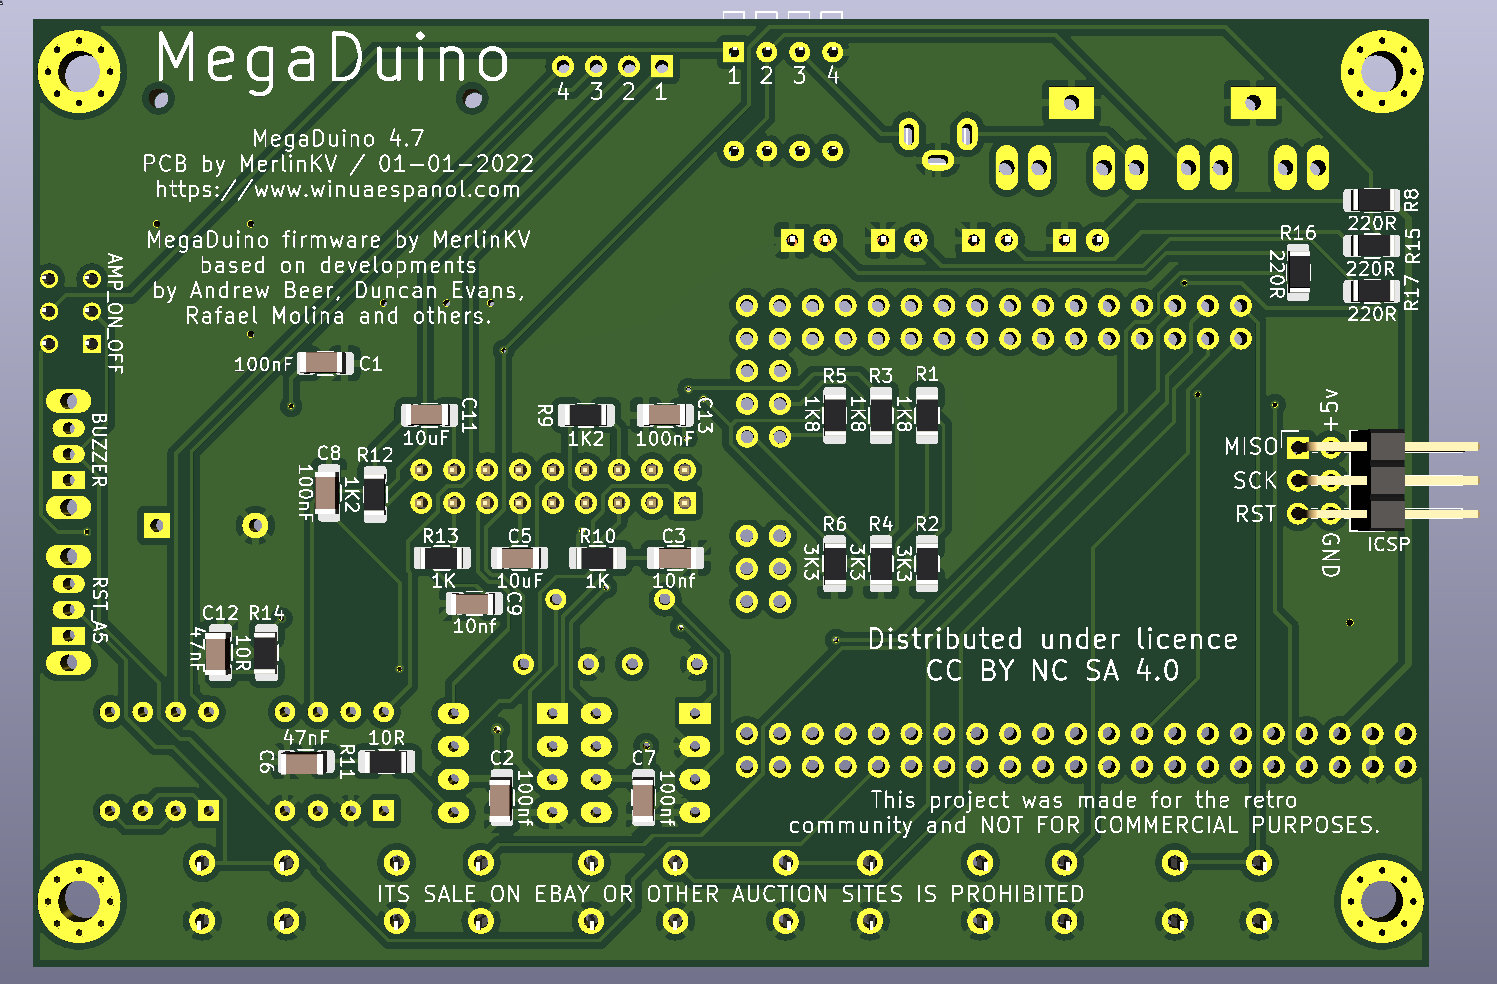 MegaDuino
4 3 2 1
1 2 3 4
MegaDuino 4.7
PCB by MerlinKV / 01-01-2022
https://www.winuaespanol.com
MegaDuino firmware by MerlinKV
based on developments
by Andrew Beer, Duncan Evans,
Rafael Molina and others.
R8
220R
R15
220R
R17
220R
R16
220R
AMP_ON_OFF
100nF C1
BUZZER
C11
10uF
R9
1K2
C13
100nF
R5 R3 R1
1K8 1K8 1K8
C8
100nF
R12
1K2
+5v
MISO
SCK
RST
GND
ICSP
R13
1K
C5
10uF
R10
1K
C3
10nf
C9
10nf
R6 R4 R2
3K3 3K3 3K3
RST_A5
C12
47nF
R14
10R
Distributed under licence
CC BY NC SA 4.0
47nF
C6
10R
R11
C2
100nf
C7
100nf
This project was made for the retro
community and NOT FOR COMMERCIAL PURPOSES.
ITS SALE ON EBAY OR OTHER AUCTION SITES IS PROHIBITED